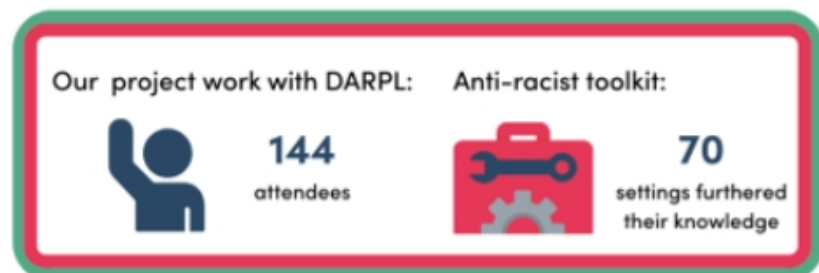 Our project work with DARPL:
144
attendees
Anti-racist toolkit:
70
settings furthered
their knowledge